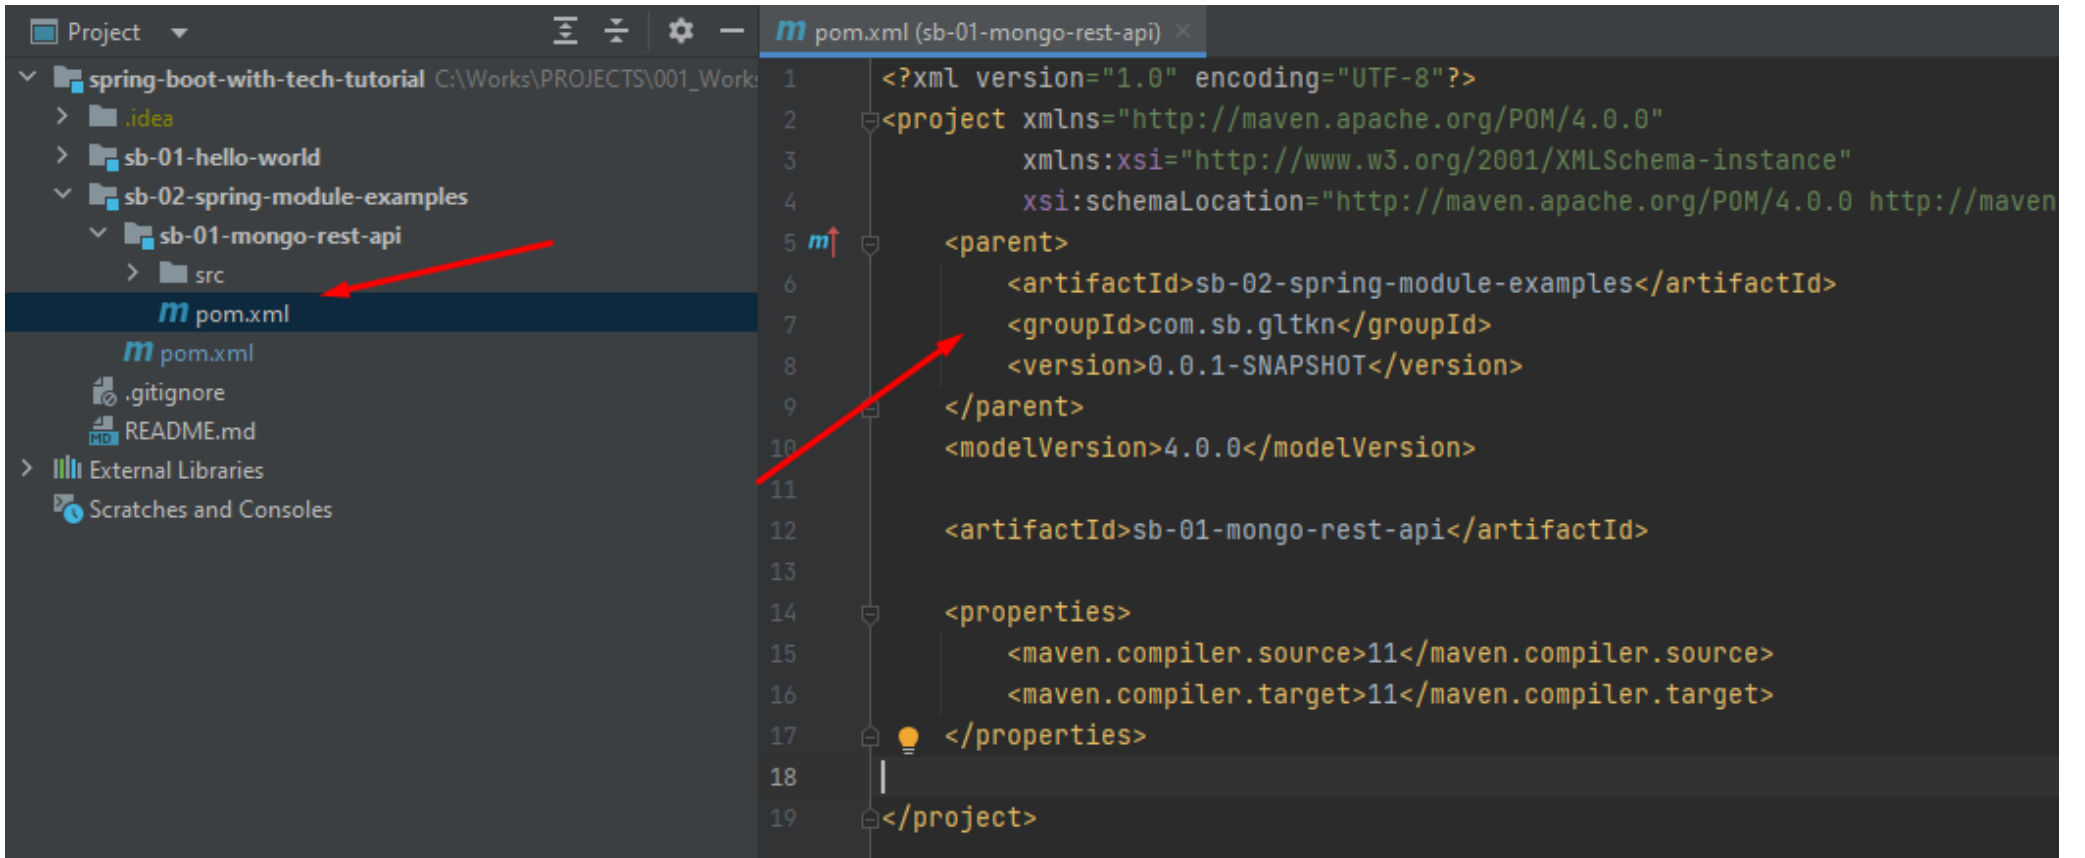 Project
spring-boot-with-tech-tutorial C:\Works\PROJECTS\001_Works
.idea
sb-01-hello-world
sb-02-spring-module-examples
sb-01-mongo-rest-api
src
m pom.xml
m pom.xml
.gitignore
MD README.md
External Libraries
Scratches and Consoles
m pom.xml (sb-01-mongo-rest-api)
1 <?xml version="1.0" encoding="UTF-8"?>
2 <project xmlns="http://maven.apache.org/POM/4.0.0"
3 xmlns:xsi="http://www.w3.org/2001/XMLSchema-instance"
4 xsi:schemaLocation="http://maven.apache.org/POM/4.0.0 http://maven
5 m <parent>
6 <artifactId>sb-02-spring-module-examples</artifactId>
7 <groupId>com.sb.gltkn</groupId>
8 <version>0.0.1-SNAPSHOT</version>
9 </parent>
10 <modelVersion>4.0.0</modelVersion>
11
12 <artifactId>sb-01-mongo-rest-api</artifactId>
13
14 <properties>
15 <maven.compiler.source>11</maven.compiler.source>
16 <maven.compiler.target>11</maven.compiler.target>
17 </properties>
18
19 </project>